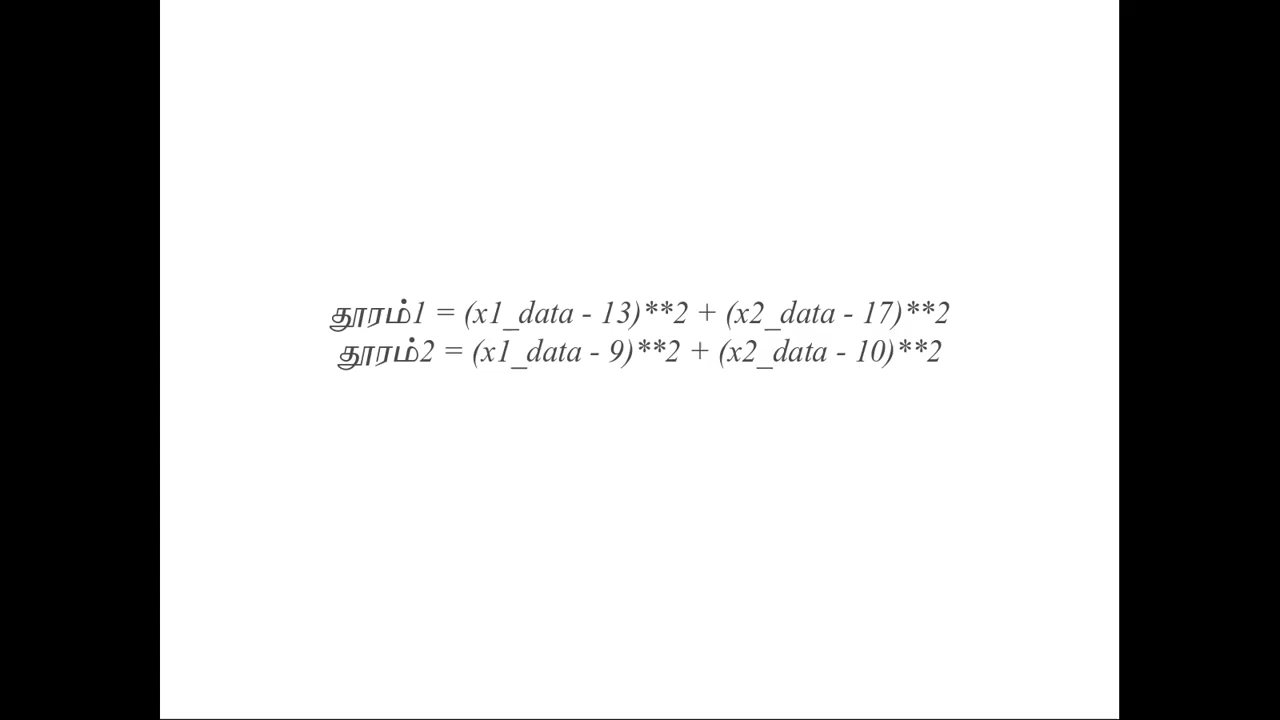 தூரம்1 = (x1_data - 13)**2 + (x2_data - 17)**2
தூரம்2 = (x1_data - 9)**2 + (x2_data - 10)**2